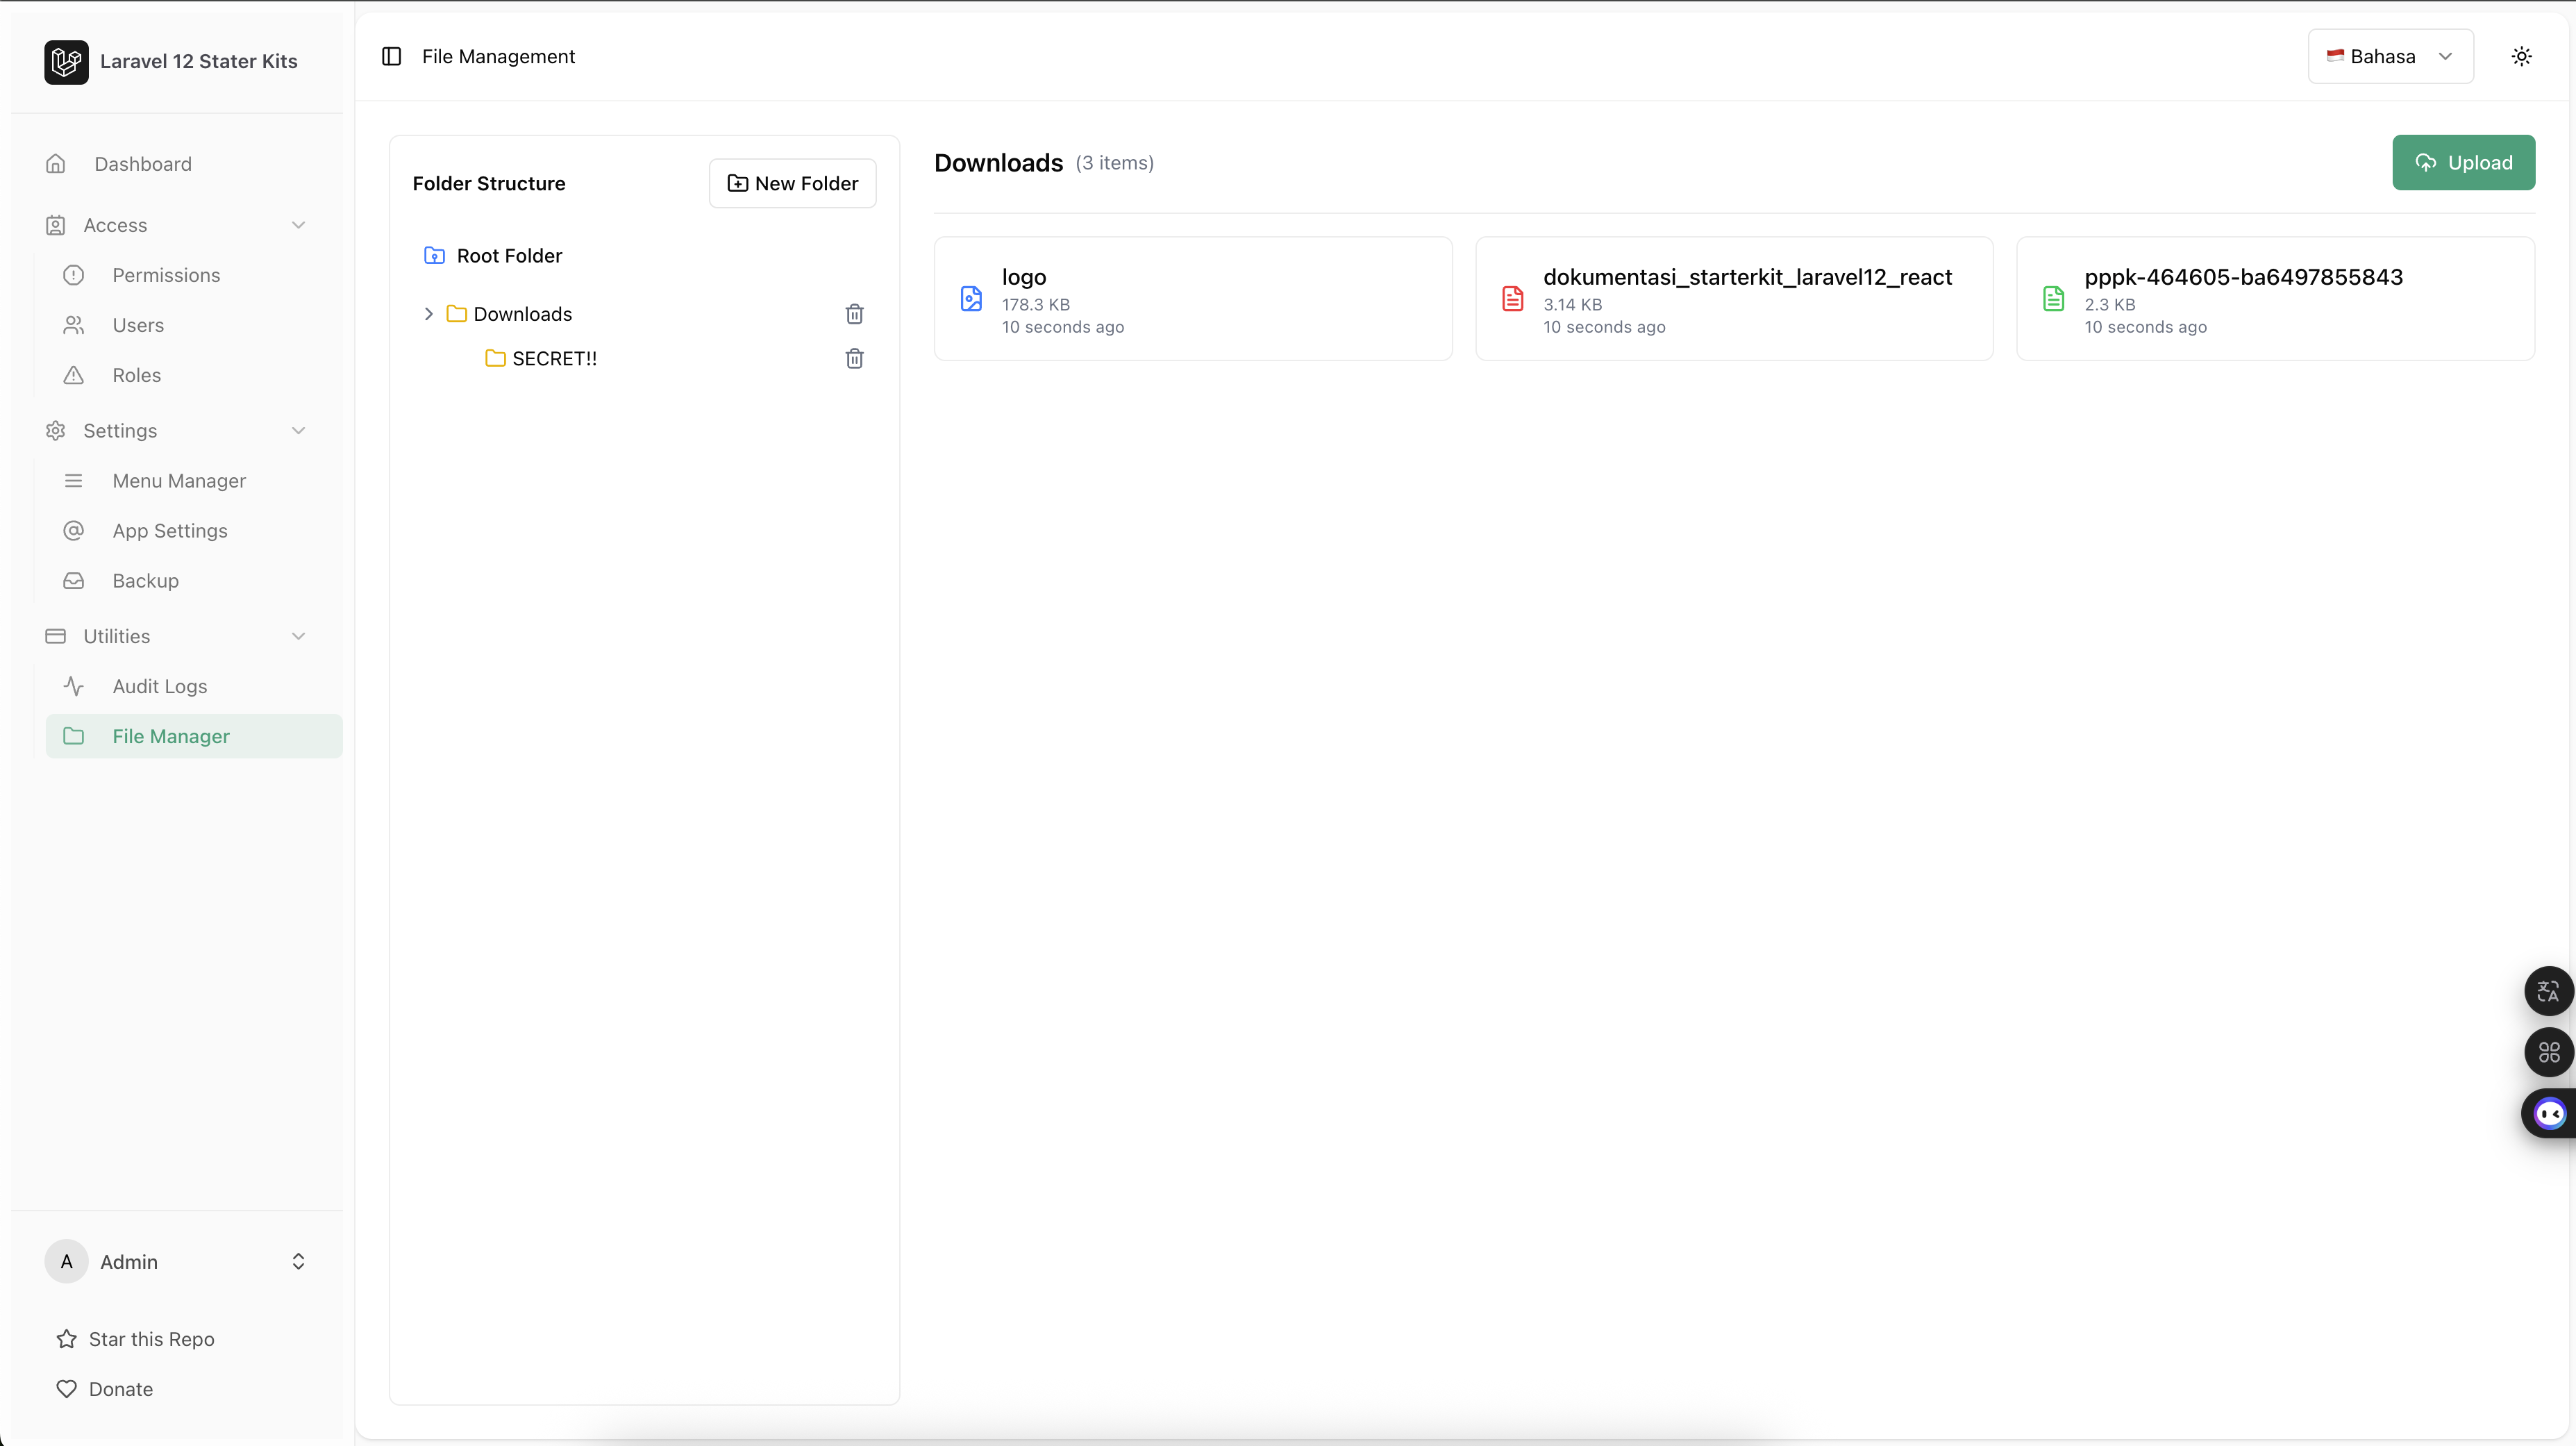 Laravel 12 Stater Kits
File Management
Bahasa
Dashboard
Access
Permissions
Users
Roles
Settings
Menu Manager
App Settings
Backup
Utilities
Audit Logs
File Manager
Admin
A
Star this Repo
Donate
Folder Structure
New Folder
Root Folder
Downloads
SECRET!!
Downloads (3 items)
Upload
logo
178.3 KB
10 seconds ago
dokumentasi_starterkit_laravel12_react
3.14 KB
10 seconds ago
pppk-464605-ba6497855843
2.3 KB
10 seconds ago